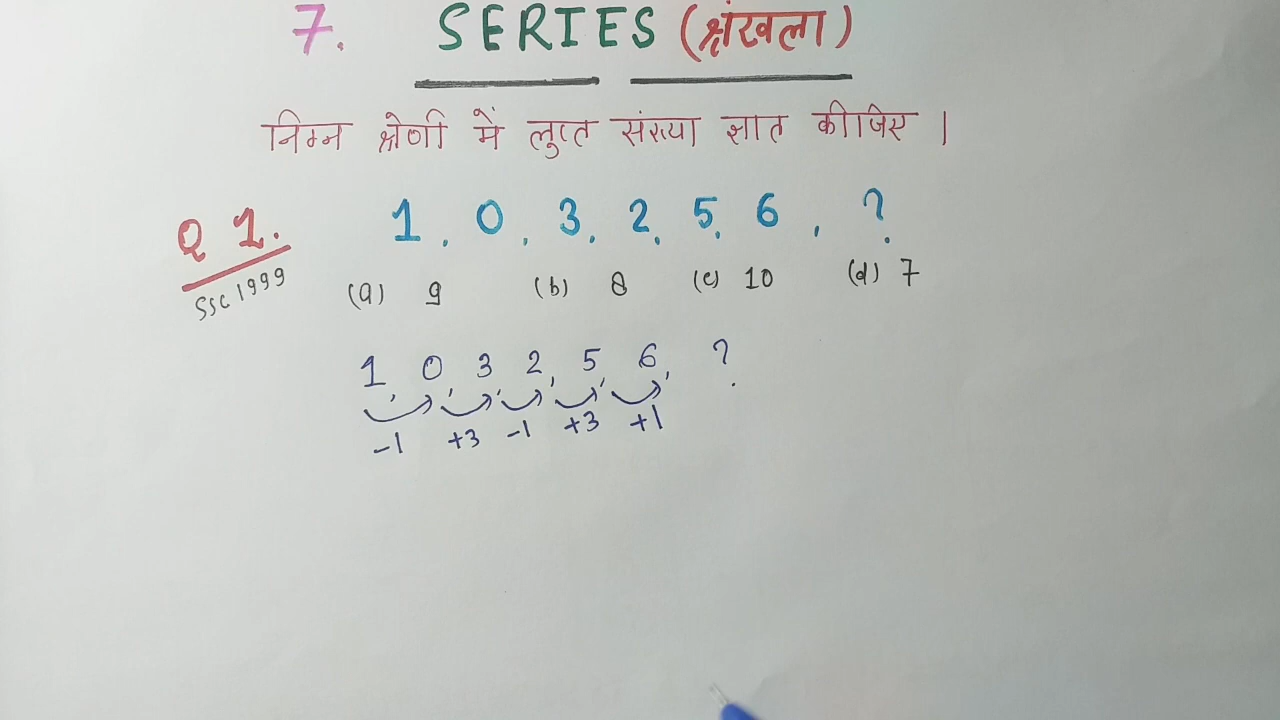 7. SERIES (श्रंखला)
निम्न श्रेणी में लुप्त संख्या ज्ञात कीजिए ।
Q 1. 1, 0, 3, 2, 5, 6, ?
SSC 1999
(a) 9 (b) 8 (c) 10 (d) 7
1, 0, 3, 2, 5, 6, ?
-1 +3 -1 +3 +1